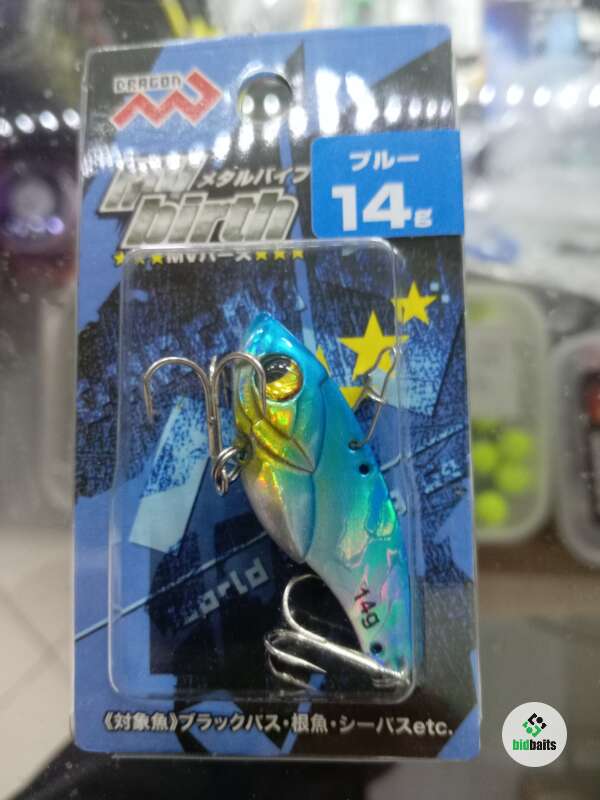 DRAGON
ブルー
14g
メタルバイブ
birth
★★★MVバース★★★
orld
14g
《対象魚》ブラックバス・根魚・シーバスetc.
bidbaits